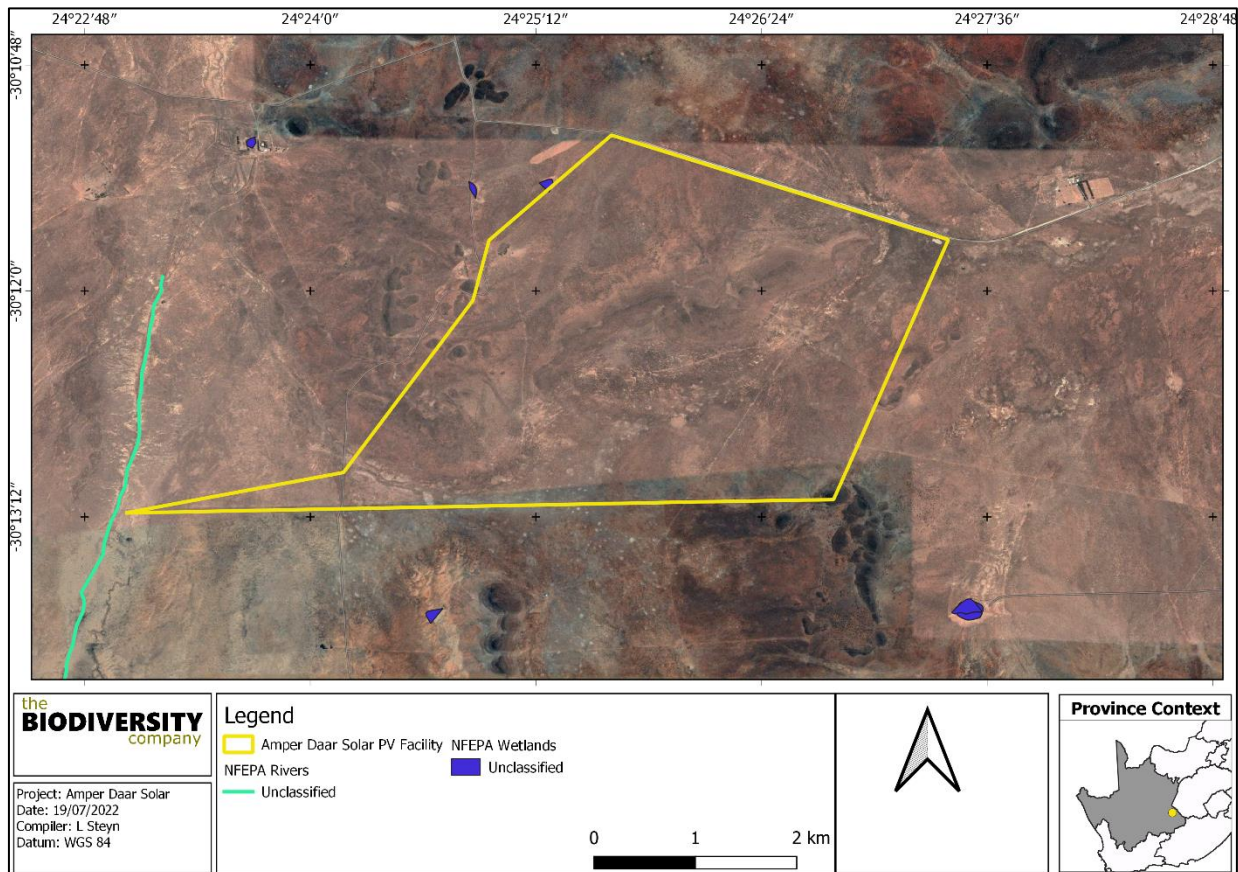 24°22′48″ 24°24′0″ 24°25′12″ 24°26′24″ 24°27′36″ 24°28′48″
-30°10′48″
-30°12′0″
-30°13′12″
the
BIODIVERSITY
company
Project: Amper Daar Solar
Date: 19/07/2022
Compiler: L Steyn
Datum: WGS 84
Legend
Amper Daar Solar PV Facility
NFEPA Rivers
Unclassified
NFEPA Wetlands
Unclassified
0 1 2 km
Province Context